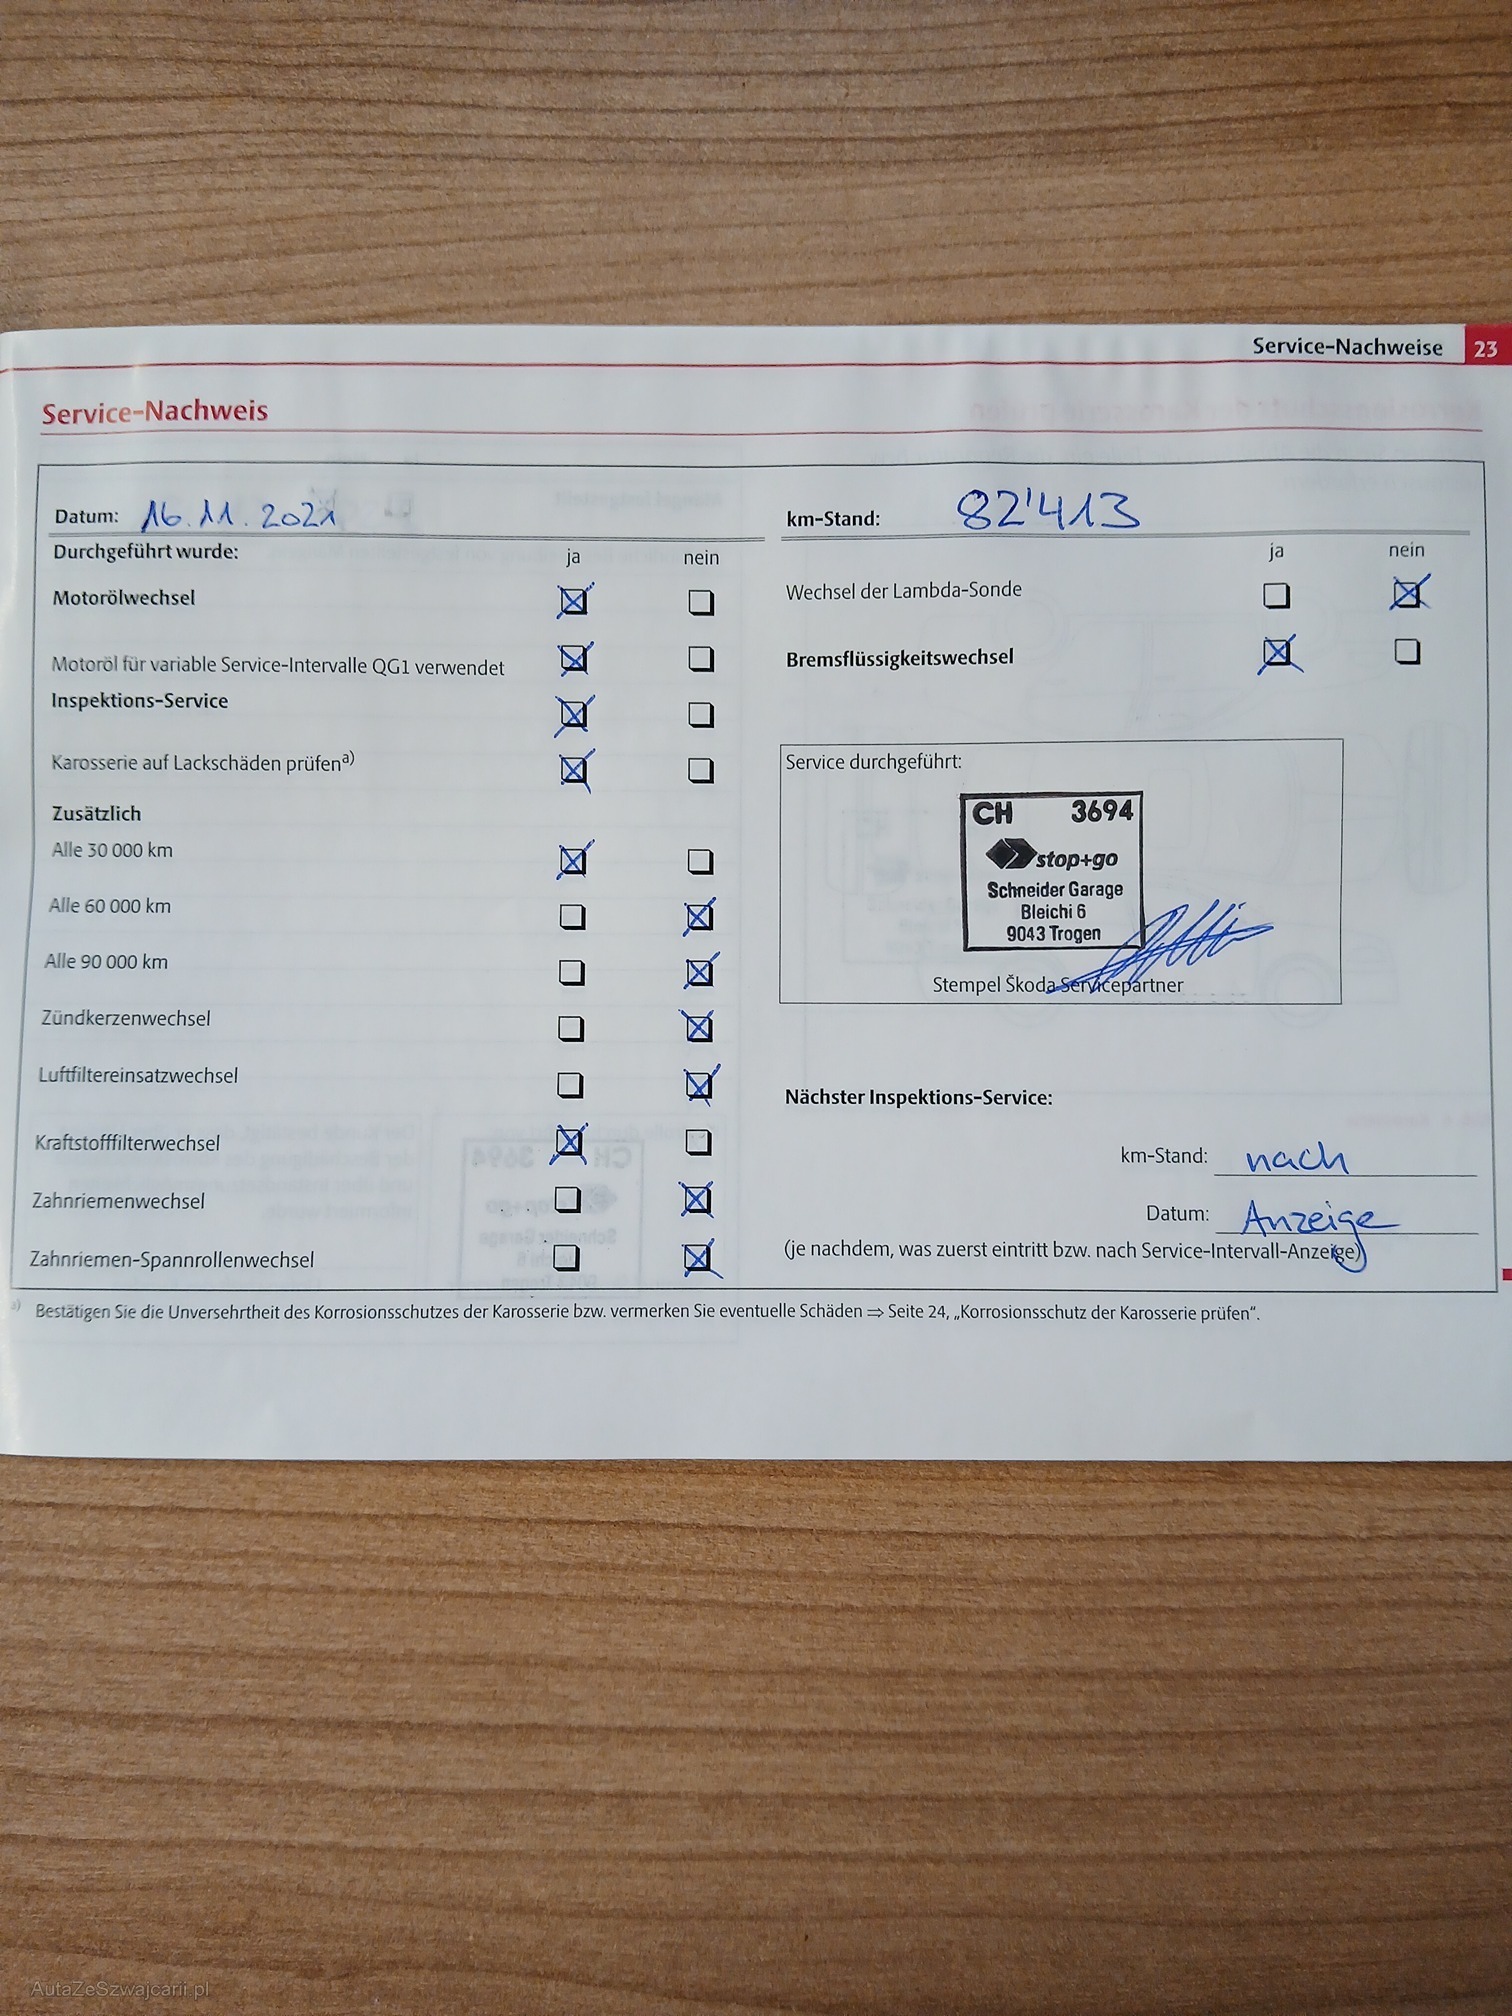 Service-Nachweise 23
Service-Nachweis
Datum: 16.11.2021
km-Stand: 82'413
Durchgeführt wurde: ja nein
Motorölwechsel
Motoröl für variable Service-Intervalle QG1 verwendet
Inspektions-Service
Karosserie auf Lackschäden prüfen a)
Zusätzlich
Alle 30 000 km
Alle 60 000 km
Alle 90 000 km
Zündkerzenwechsel
Luftfiltereinsatzwechsel
Kraftstofffilterwechsel
Zahnriemenwechsel
Zahnriemen-Spannrollenwechsel
ja nein
Wechsel der Lambda-Sonde
Bremsflüssigkeitswechsel
Service durchgeführt:
CH 3694
stop+go
Schneider Garage
Bleichi 6
9043 Trogen
Stempel Škoda Servicepartner
Nächster Inspektions-Service:
km-Stand: nach
Datum: Anzeige
(je nachdem, was zuerst eintritt bzw. nach Service-Intervall-Anzeige)
a) Bestätigen Sie die Unversehrtheit des Korrosionsschutzes der Karosserie bzw. vermerken Sie eventuelle Schäden ⇒ Seite 24, „Korrosionsschutz der Karosserie prüfen“.
AutaZeSzwajcarii.pl